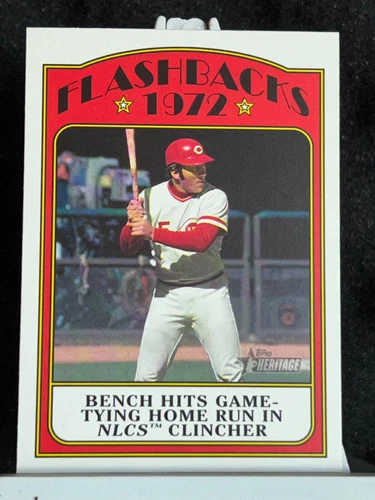 FLASHBACKS
1972
Topps
HERITAGE
BENCH HITS GAME-
TYING HOME RUN IN
NLCS™ CLINCHER